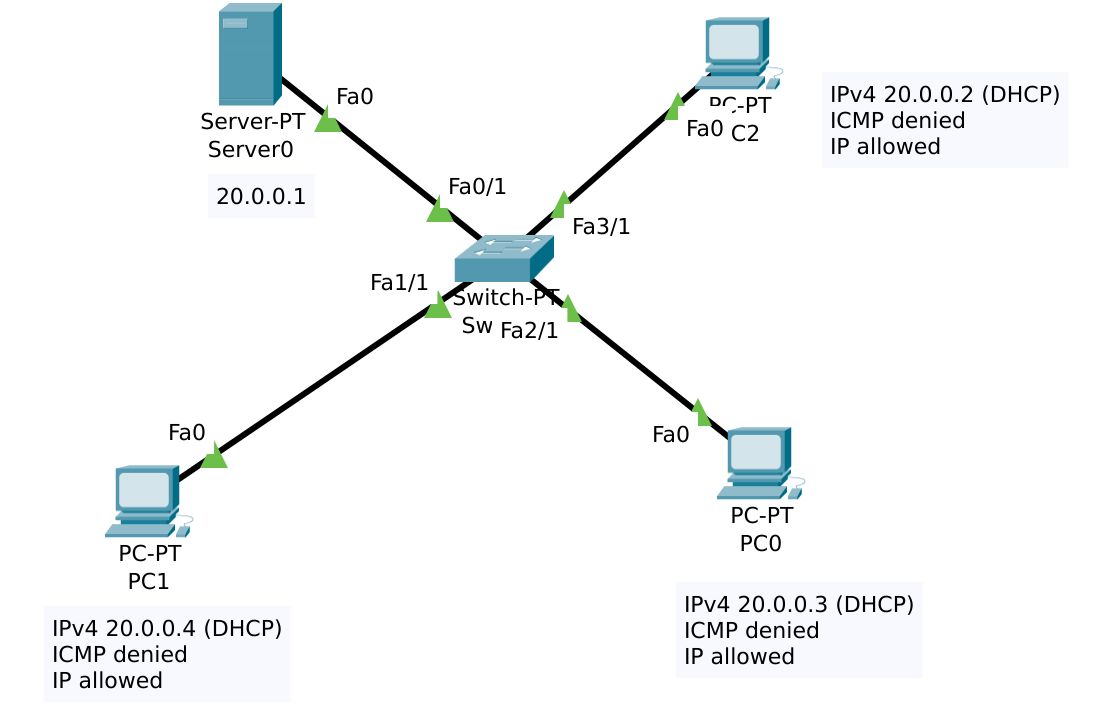 Fa0
Server-PT
Server0
20.0.0.1
Fa0/1
PC-PT
Fa0
C2
IPv4 20.0.0.2 (DHCP)
ICMP denied
IP allowed
Fa3/1
Fa1/1
Switch-PT
Sw
Fa2/1
Fa0
PC-PT
PC1
IPv4 20.0.0.4 (DHCP)
ICMP denied
IP allowed
Fa0
PC-PT
PC0
IPv4 20.0.0.3 (DHCP)
ICMP denied
IP allowed